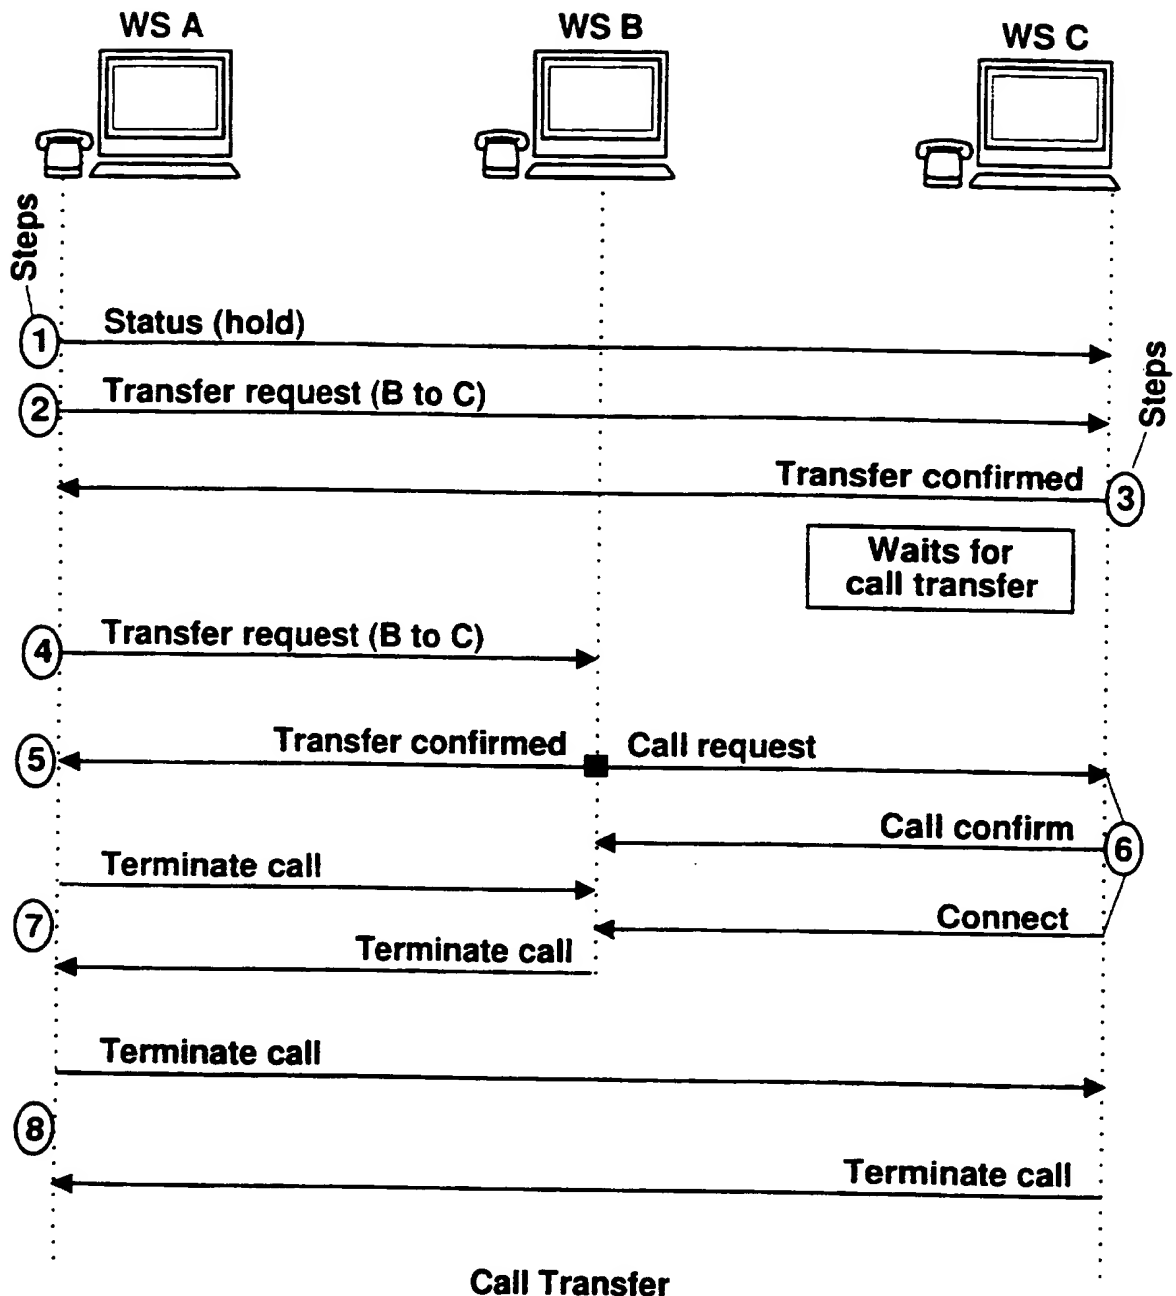 WS A
WS B
WS C
Steps
1
Status (hold)
2
Transfer request (B to C)
Steps
Transfer confirmed
3
Waits for
call transfer
4
Transfer request (B to C)
5
Transfer confirmed
Call request
Call confirm
6
Terminate call
7
Connect
Terminate call
Terminate call
8
Terminate call
Call Transfer